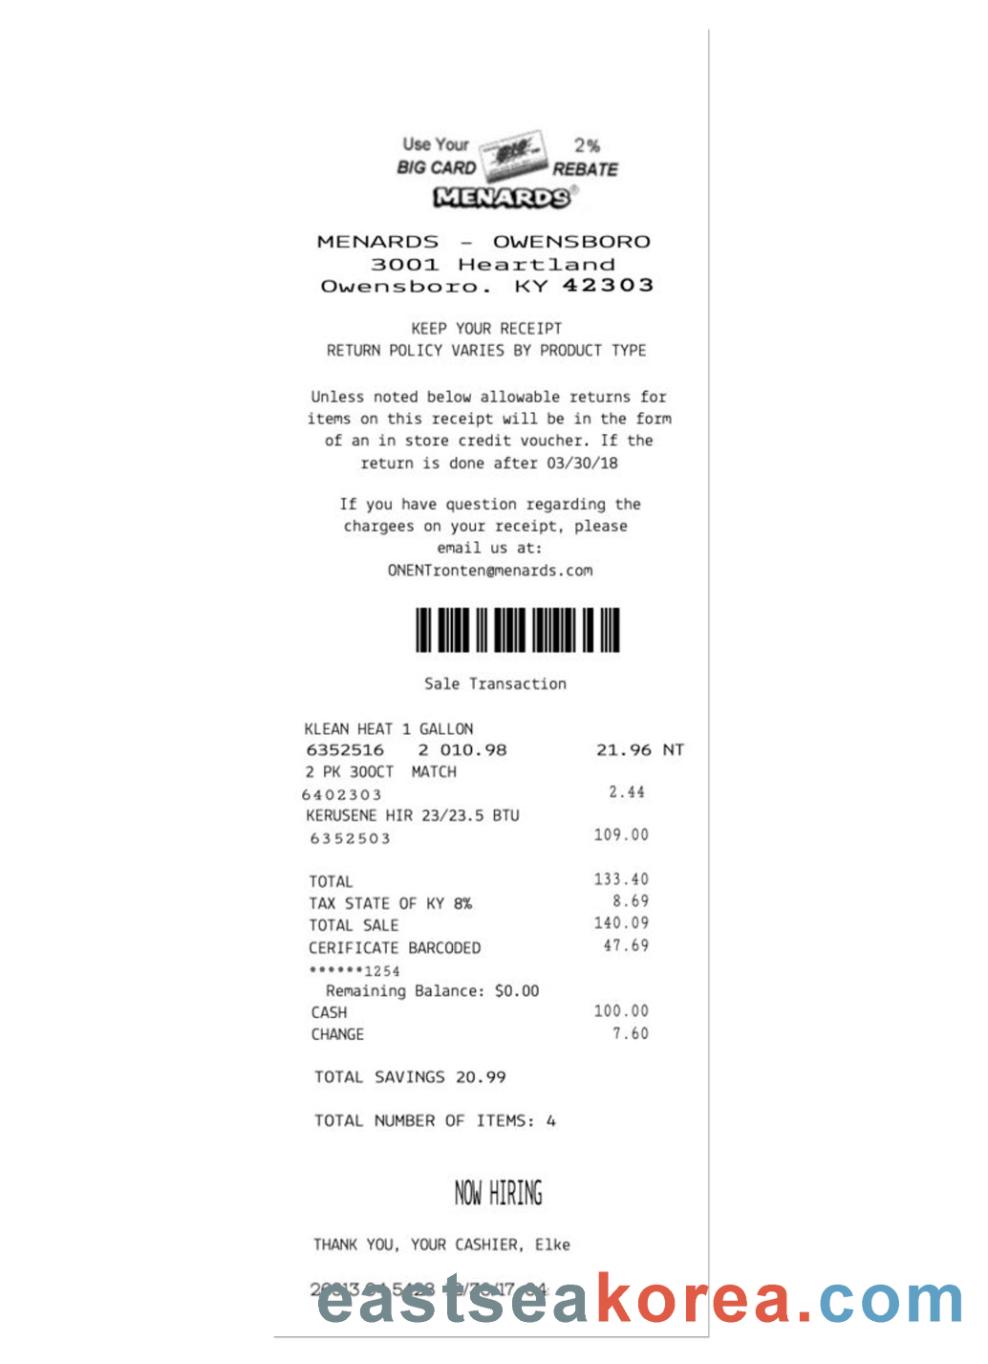 Use Your 2%
BIG CARD REBATE
MENARDS®
MENARDS - OWENSBORO
3001 Heartland
Owensboro. KY 42303
KEEP YOUR RECEIPT
RETURN POLICY VARIES BY PRODUCT TYPE
Unless noted below allowable returns for
items on this receipt will be in the form
of an in store credit voucher. If the
return is done after 03/30/18
If you have question regarding the
chargees on your receipt, please
email us at:
ONENTronten@menards.com
Sale Transaction
KLEAN HEAT 1 GALLON
6352516 2 010.98 21.96 NT
2 PK 300CT MATCH
6402303 2.44
KERUSENE HIR 23/23.5 BTU
6352503 109.00
TOTAL 133.40
TAX STATE OF KY 8% 8.69
TOTAL SALE 140.09
CERIFICATE BARCODED 47.69
******1254
Remaining Balance: $0.00
CASH 100.00
CHANGE 7.60
TOTAL SAVINGS 20.99
TOTAL NUMBER OF ITEMS: 4
NOW HIRING
THANK YOU, YOUR CASHIER, Elke
eastseakorea.com